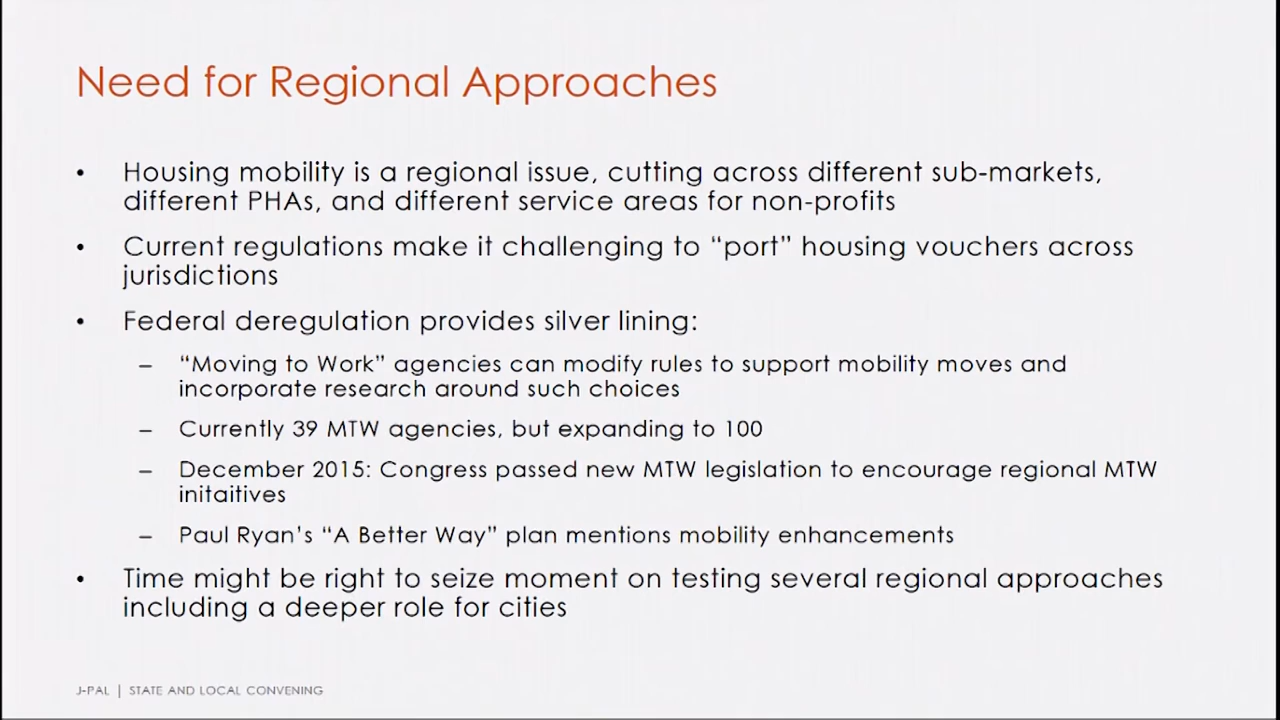 Need for Regional Approaches
• Housing mobility is a regional issue, cutting across different sub-markets,
different PHAs, and different service areas for non-profits
• Current regulations make it challenging to “port” housing vouchers across
jurisdictions
• Federal deregulation provides silver lining:
– “Moving to Work” agencies can modify rules to support mobility moves and
incorporate research around such choices
– Currently 39 MTW agencies, but expanding to 100
– December 2015: Congress passed new MTW legislation to encourage regional MTW
initaitives
– Paul Ryan’s “A Better Way” plan mentions mobility enhancements
• Time might be right to seize moment on testing several regional approaches
including a deeper role for cities
J-PAL | STATE AND LOCAL CONVENING